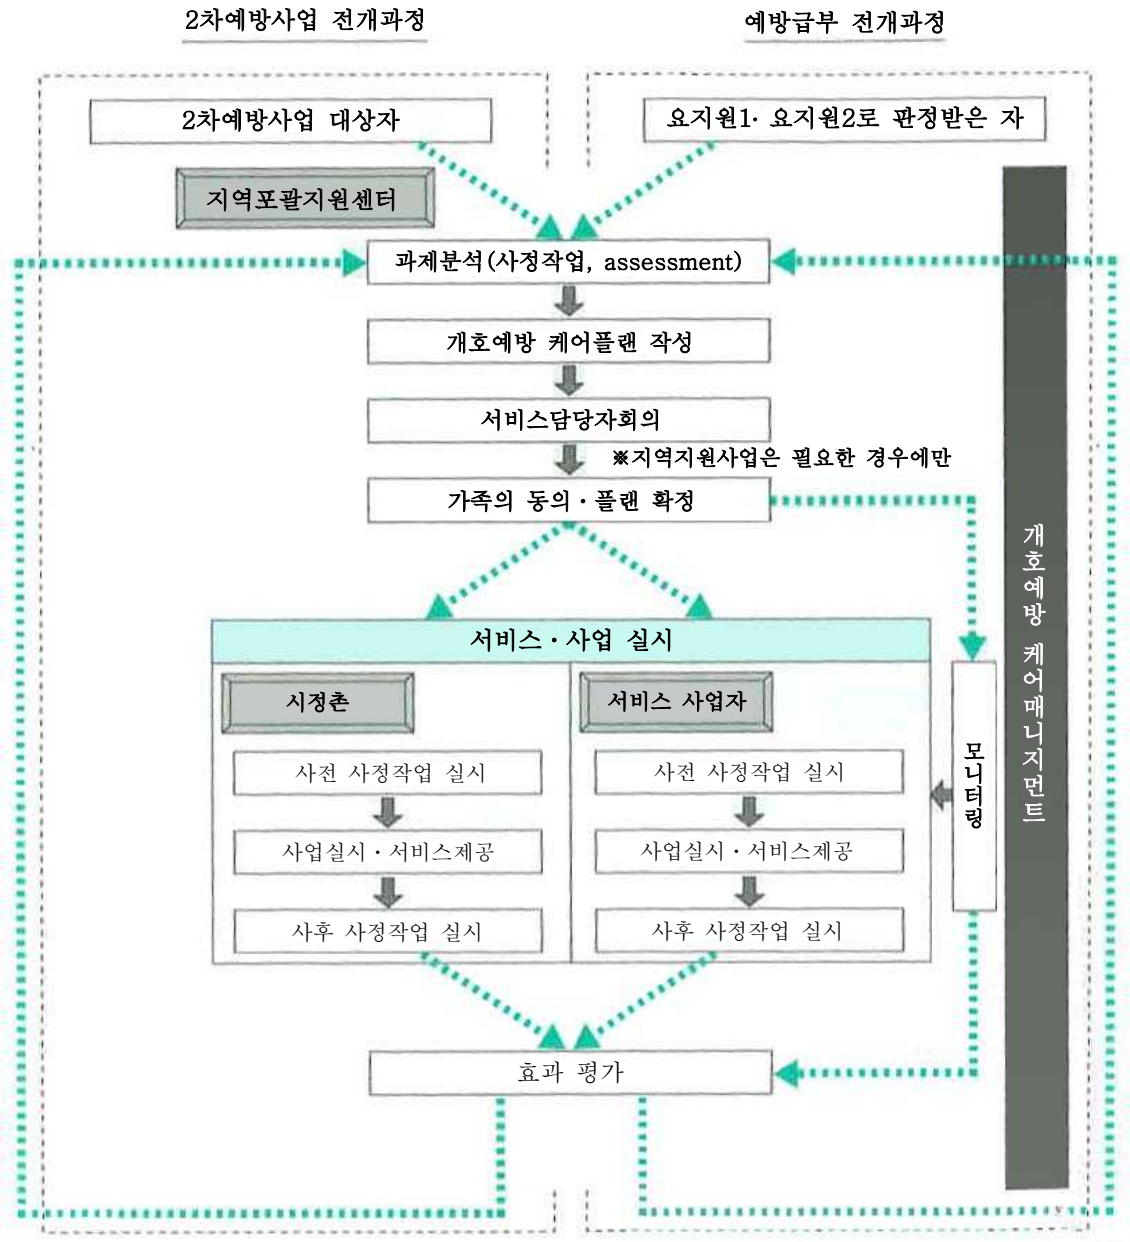 2차예방사업 전개과정
예방급부 전개과정
2차예방사업 대상자
요지원1· 요지원2로 판정받은 자
지역포괄지원센터
과제분석(사정작업, assessment)
개호예방 케어플랜 작성
서비스담당자회의
※지역지원사업은 필요한 경우에만
가족의 동의·플랜 확정
서비스·사업 실시
시정촌
서비스 사업자
사전 사정작업 실시
사전 사정작업 실시
사업실시·서비스제공
사업실시·서비스제공
사후 사정작업 실시
사후 사정작업 실시
모니터링
개호예방 케어매니지먼트
효과 평가